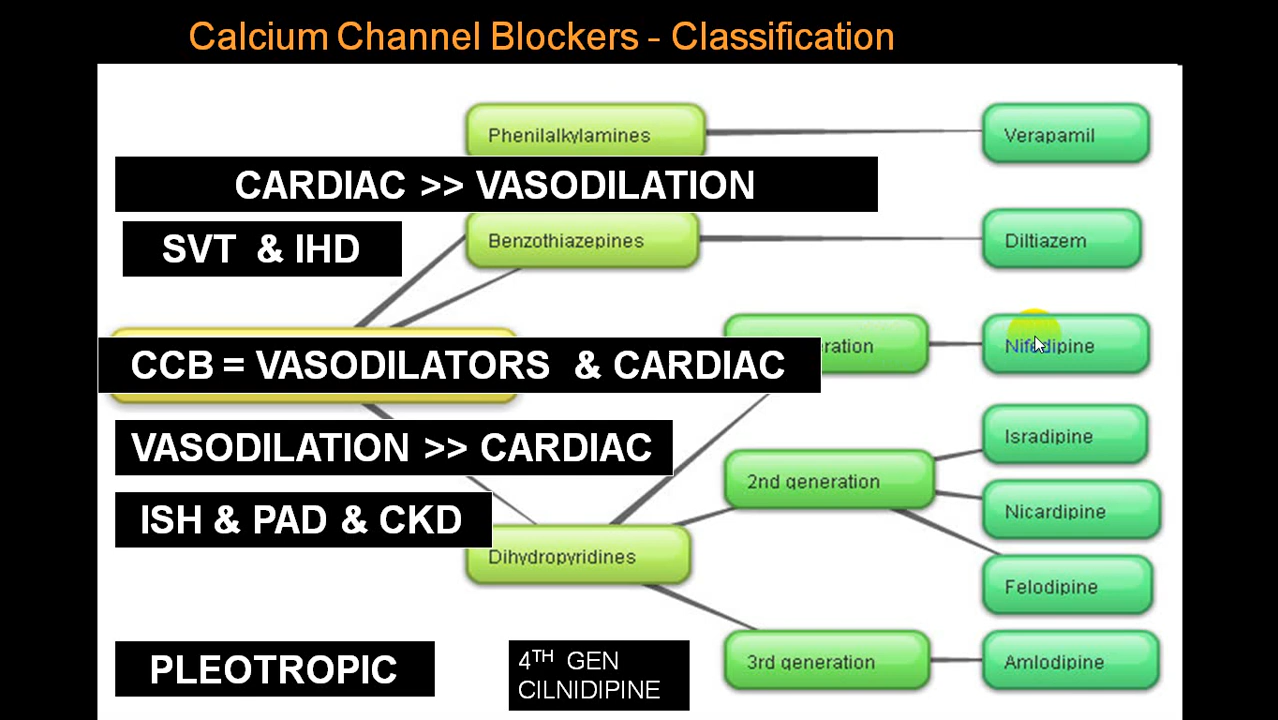 Calcium Channel Blockers - Classification
Phenilalkylamines
Verapamil
CARDIAC >> VASODILATION
SVT & IHD
Benzothiazepines
Diltiazem
CCB = VASODILATORS & CARDIAC
eration
Nifedipine
VASODILATION >> CARDIAC
Isradipine
2nd generation
ISH & PAD & CKD
Nicardipine
Dihydropyridines
Felodipine
PLEOTROPIC
4TH GEN
CILNIDIPINE
3rd generation
Amlodipine